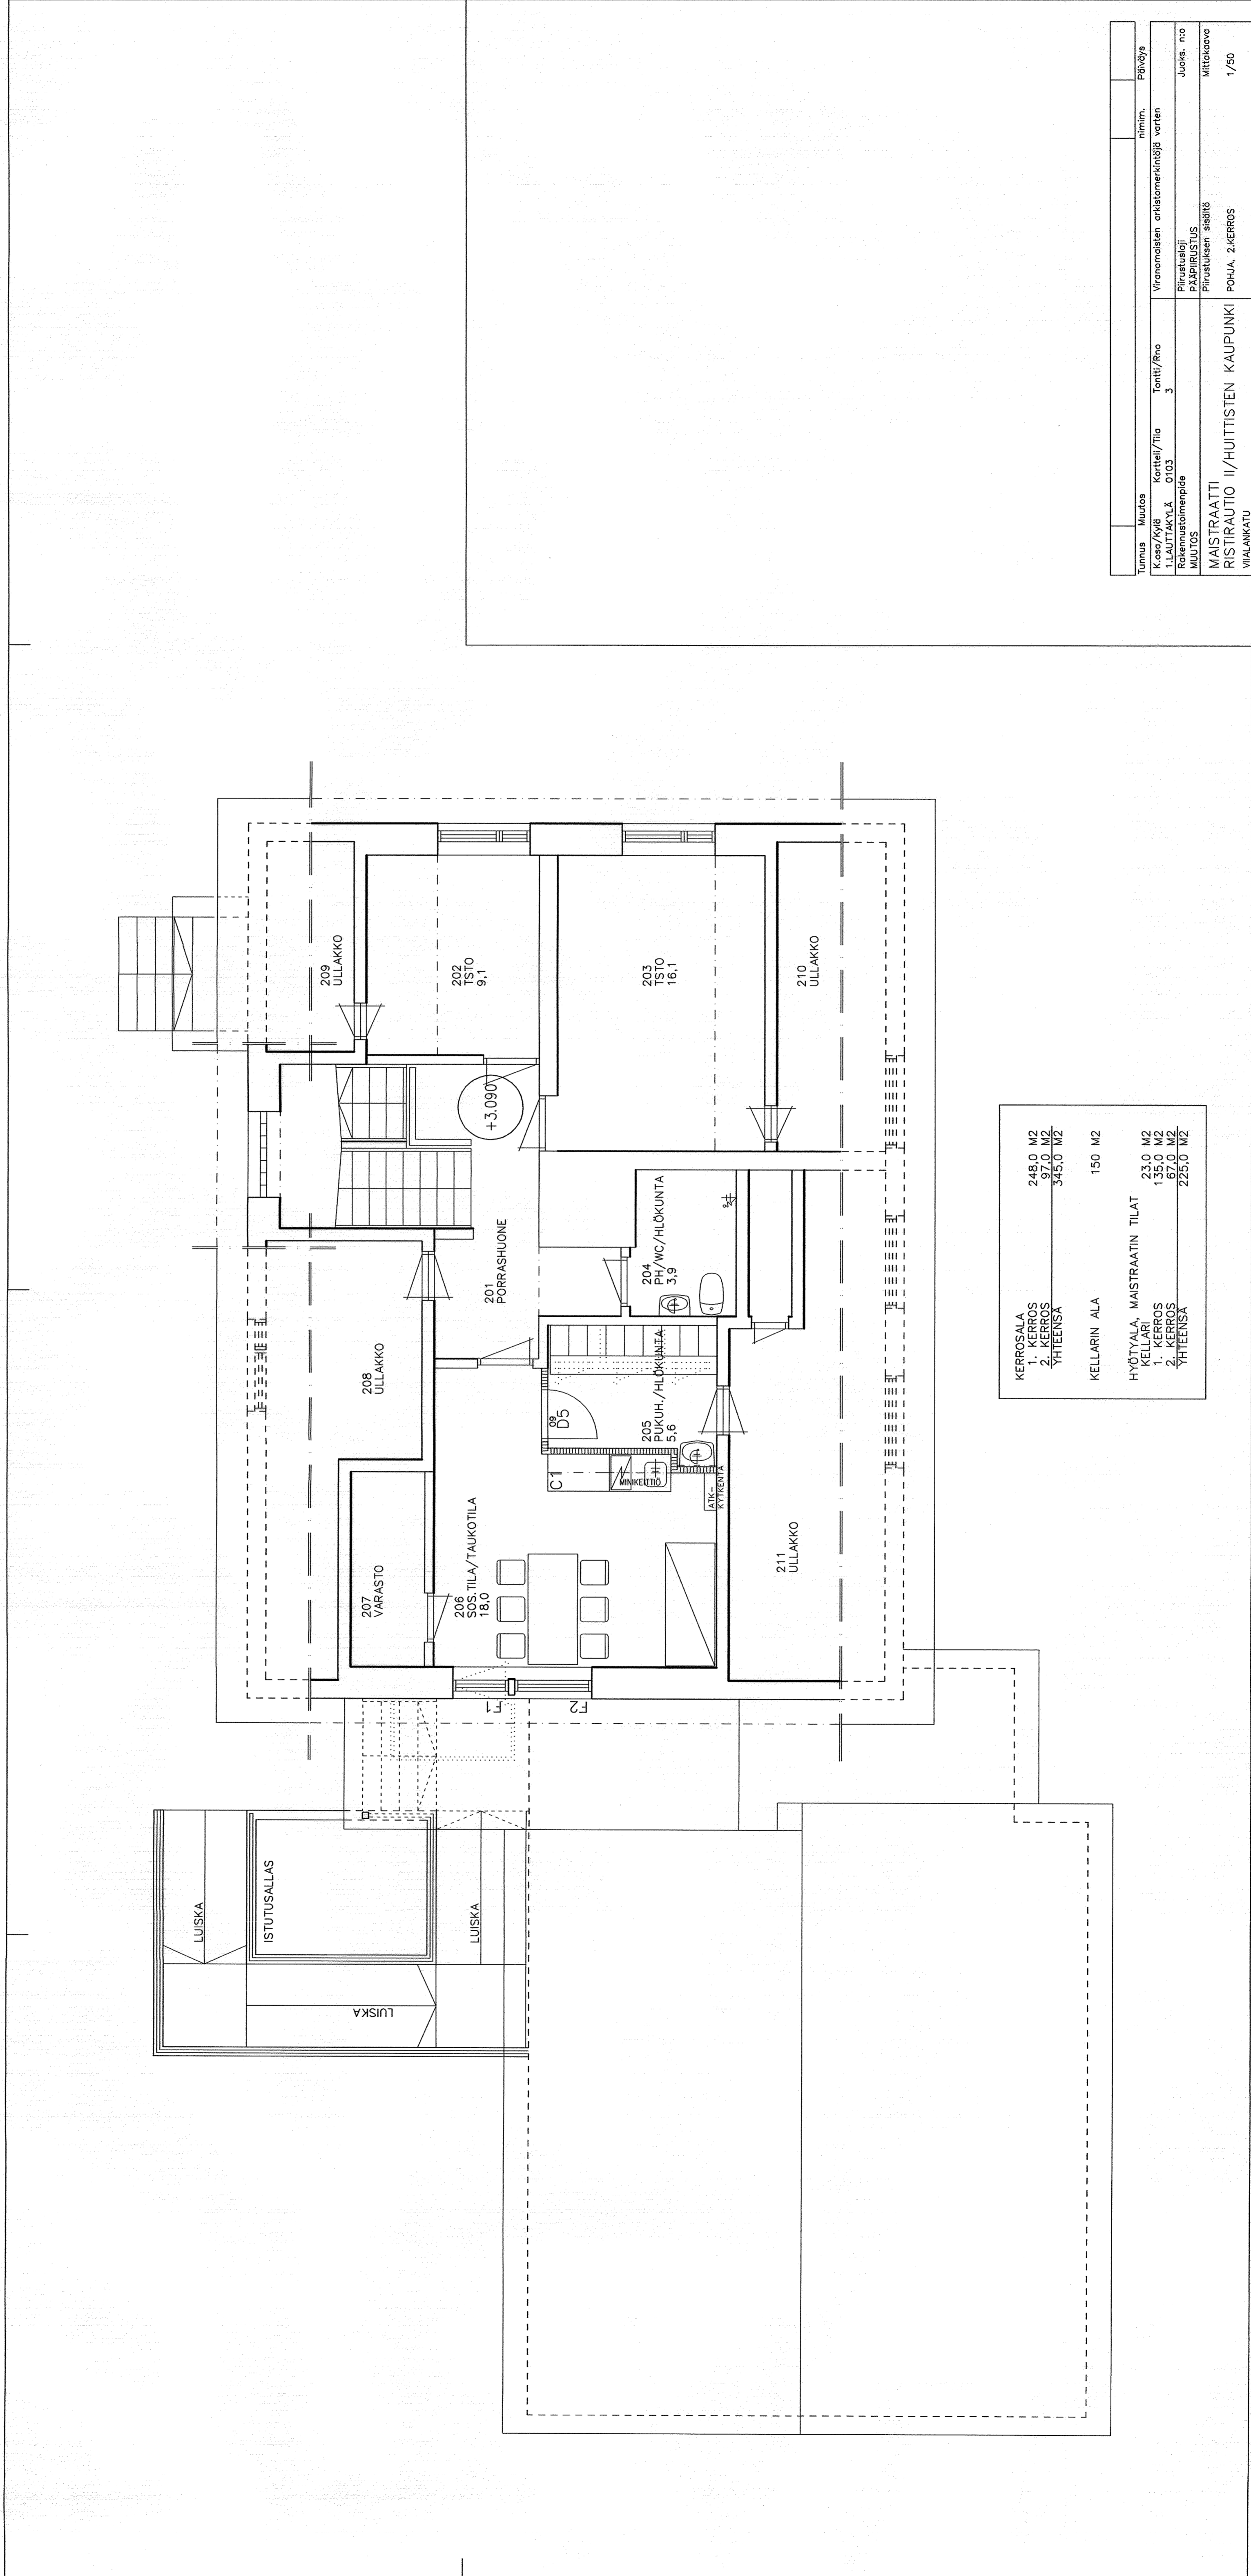 LUISKA
ISTUTUSALLAS
LUISKA
LUISKA
207
VARASTO
208
ULLAKKO
209
ULLAKKO
206
SOS.TILA/TAUKOTILA
18,0
201
PORRASHUONE
+3.090
202
TSTO
9,1
F1
F2
C1
09
D5
MINIKEITTIÖ
ATK-
KYTKENTÄ
205
PUKUH./HLÖKUNTA
5,6
204
PH/WC/HLÖKUNTA
3,9
203
TSTO
16,1
211
ULLAKKO
210
ULLAKKO
KERROSALA
1. KERROS 248,0 M2
2. KERROS 97,0 M2
YHTEENSÄ 345,0 M2
KELLARIN ALA 150 M2
HYÖTYALA, MAISTRAATIN TILAT
KELLARI 23,0 M2
1. KERROS 135,0 M2
2. KERROS 67,0 M2
YHTEENSÄ 225,0 M2
Tunnus Muutos nimim. Päiväys
K.osa/Kylä Kortteli/Tila Tontti/Rno Viranomaisten arkistomerkintöjä varten
1.LAUTTAKYLÄ 0103 3
Rakennustoimenpide Piirustuslaji Juoks. n:o
MUUTOS PÄÄPIIRUSTUS
Piirustuksen sisältö Mittakaava
MAISTRAATTI
RISTIRAUTIO II/HUITTISTEN KAUPUNKI POHJA, 2.KERROS 1/50
VIIALANKATU